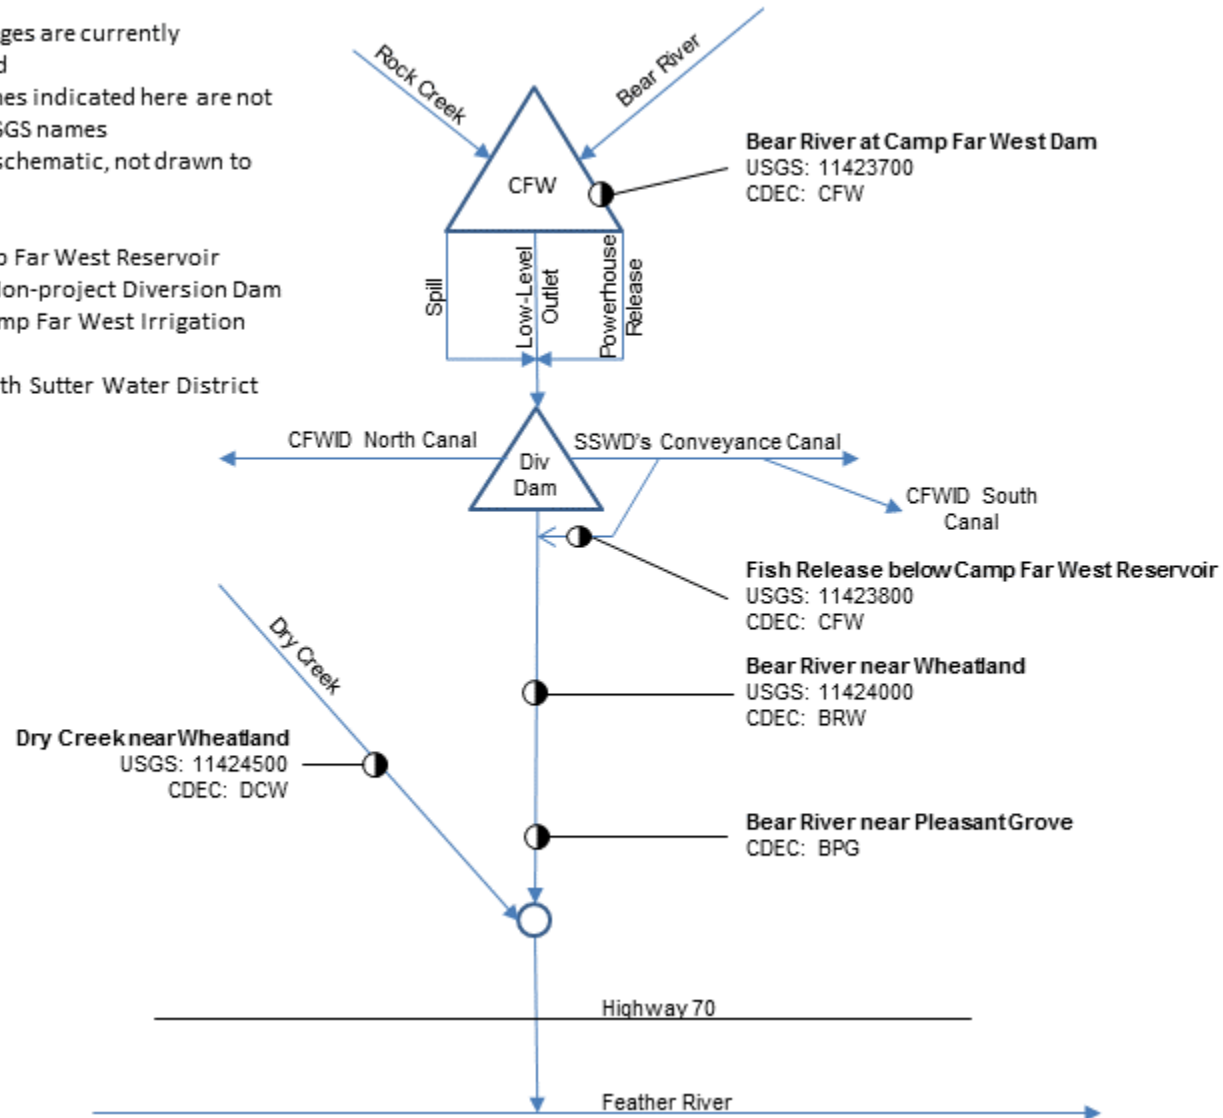 ges are currently
d
nes indicated here are not
SGS names
schematic, not drawn to
p Far West Reservoir
Non-project Diversion Dam
mp Far West Irrigation
th Sutter Water District
Rock Creek
Bear River
CFW
Bear River at Camp Far West Dam
USGS: 11423700
CDEC: CFW
Spill
Low-Level
Outlet
Powerhouse
Release
CFWID North Canal
SSWD's Conveyance Canal
Div
Dam
CFWID South
Canal
Fish Release below Camp Far West Reservoir
USGS: 11423800
CDEC: CFW
Dry Creek
Bear River near Wheatland
USGS: 11424000
CDEC: BRW
Dry Creek near Wheatland
USGS: 11424500
CDEC: DCW
Bear River near Pleasant Grove
CDEC: BPG
Highway 70
Feather River